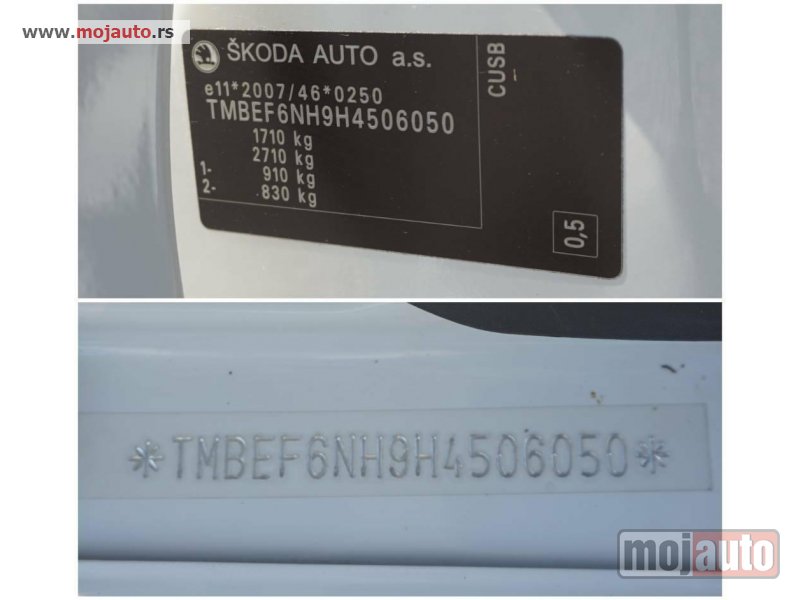 www.mojauto.rs
ŠKODA AUTO a.s.
CUSB
e11*2007/46*0250
TMBEF6NH9H4506050
1710 kg
2710 kg
1- 910 kg
2- 830 kg
0,5
*TMBEF6NH9H4506050*
mojauto